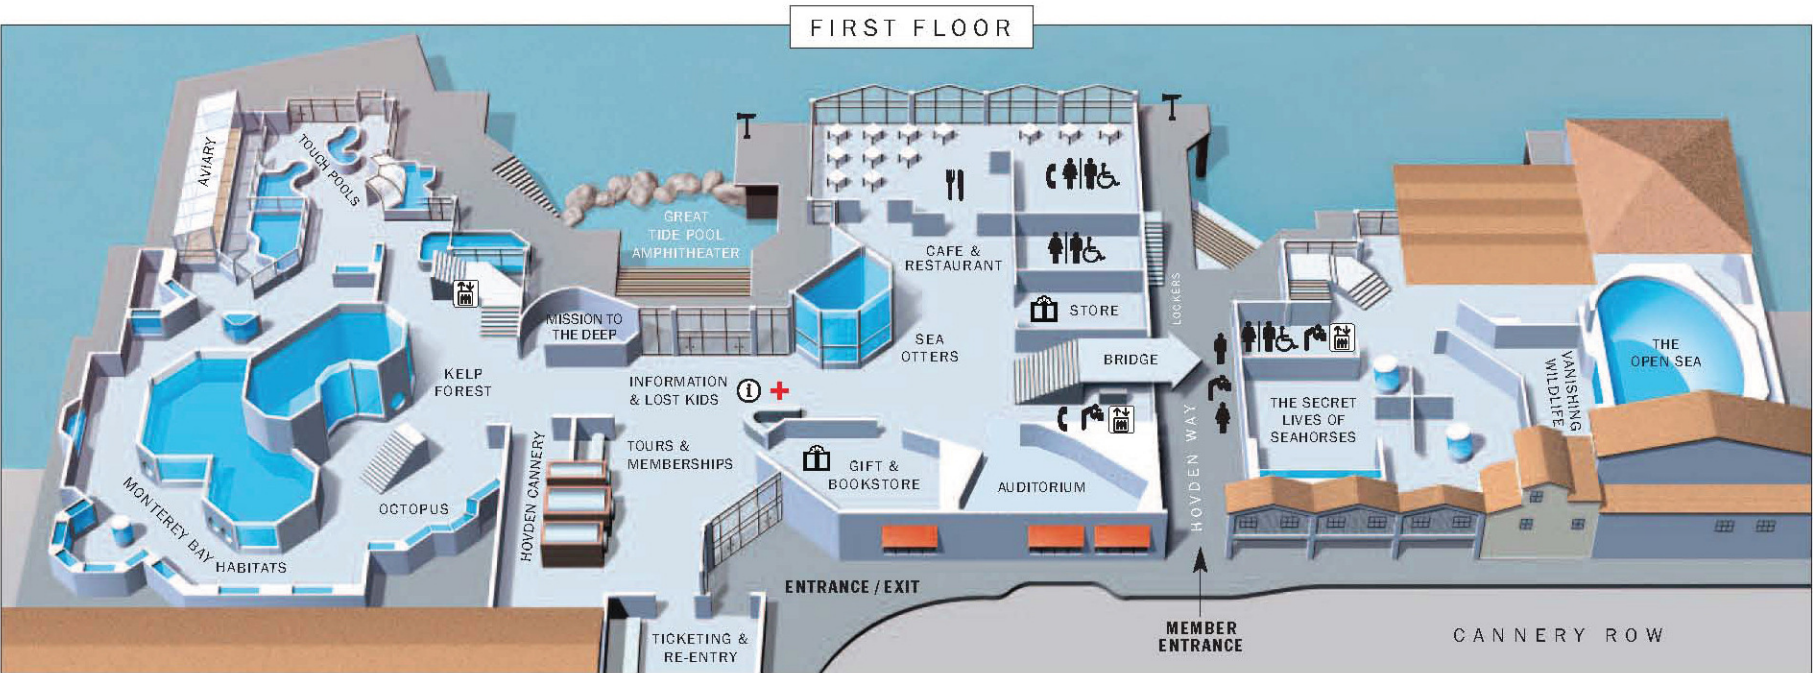 FIRST FLOOR
AVIARY
TOUCH POOLS
GREAT
TIDE POOL
AMPHITHEATER
CAFE &
RESTAURANT
STORE
LOCKERS
MISSION TO
THE DEEP
SEA
OTTERS
BRIDGE
THE
OPEN SEA
VANISHING
WILDLIFE
KELP
FOREST
INFORMATION
& LOST KIDS
i
THE SECRET
LIVES OF
SEAHORSES
HOVDEN WAY
TOURS &
MEMBERSHIPS
HOVDEN CANNERY
GIFT &
BOOKSTORE
AUDITORIUM
OCTOPUS
MONTEREY BAY
HABITATS
ENTRANCE / EXIT
MEMBER
ENTRANCE
CANNERY ROW
TICKETING &
RE-ENTRY